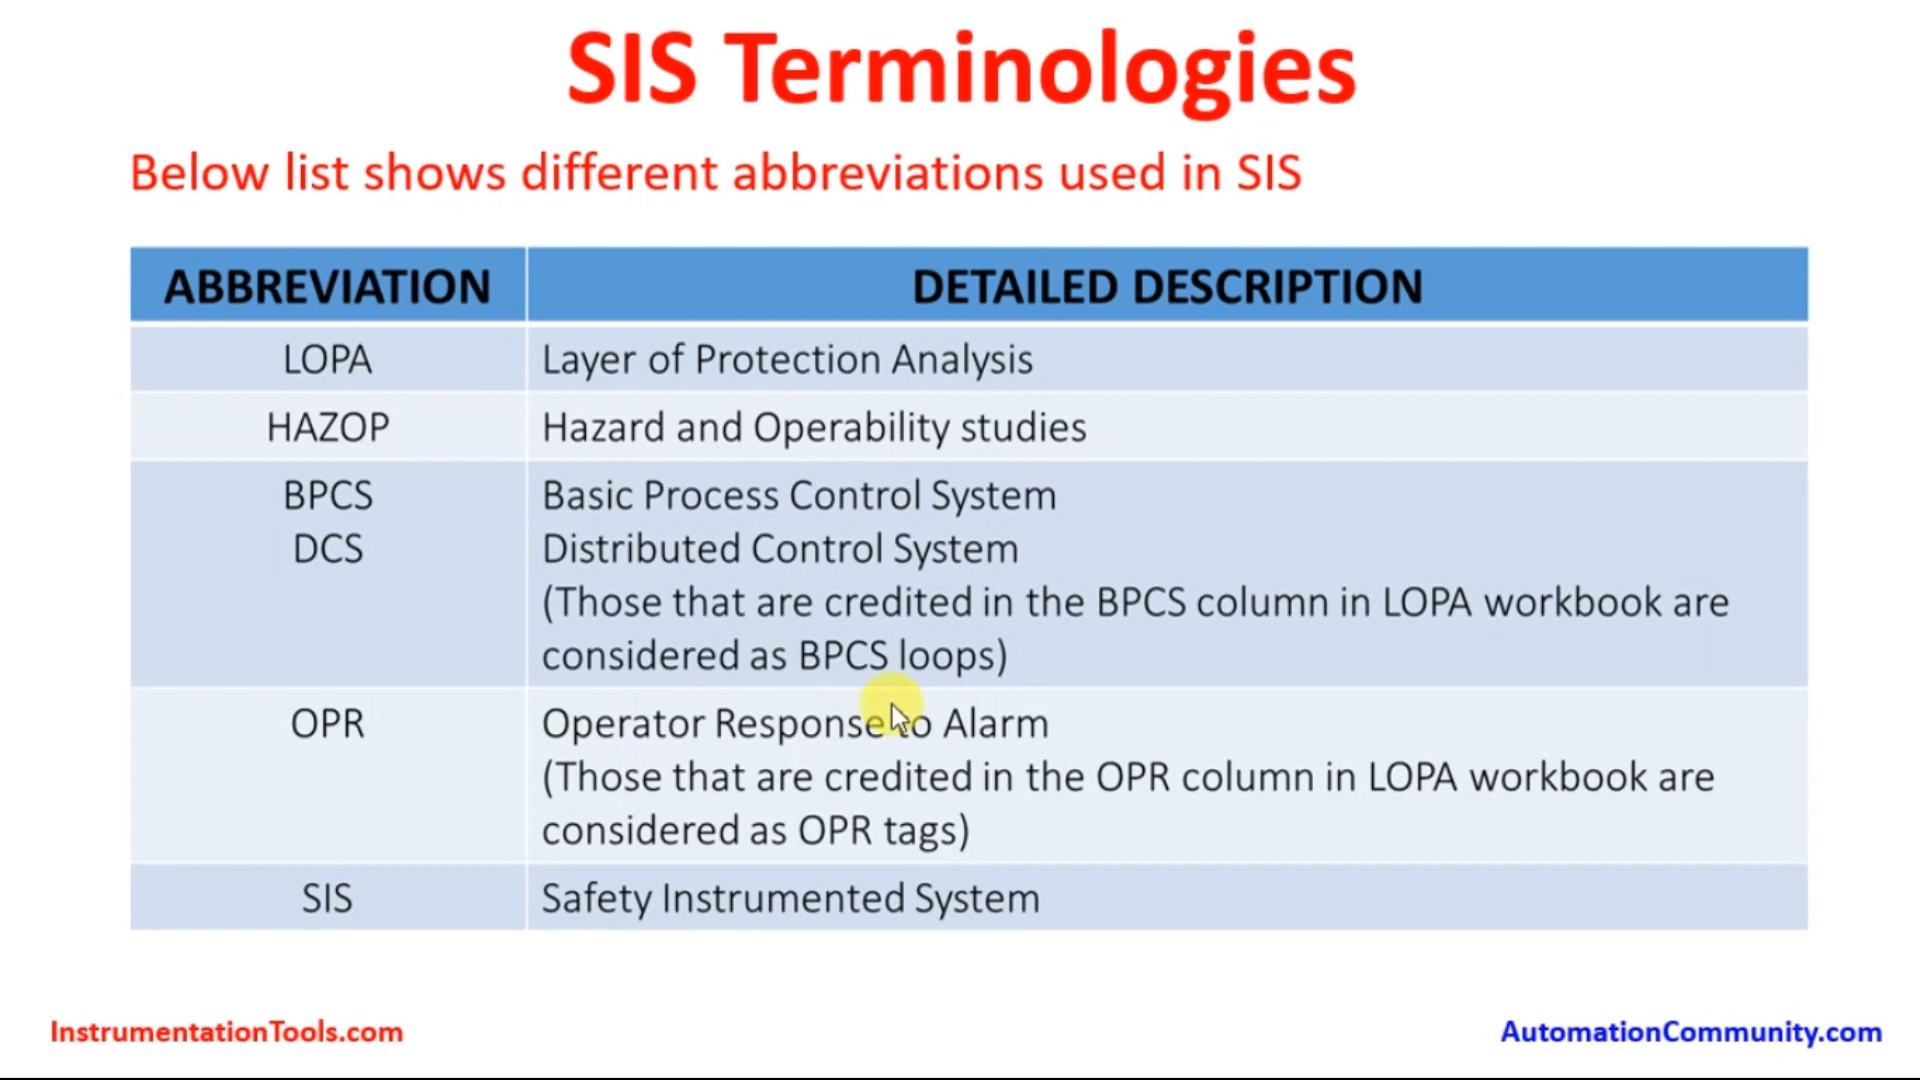 SIS Terminologies
Below list shows different abbreviations used in SIS
ABBREVIATION DETAILED DESCRIPTION
LOPA Layer of Protection Analysis
HAZOP Hazard and Operability studies
BPCS Basic Process Control System
DCS Distributed Control System
(Those that are credited in the BPCS column in LOPA workbook are
considered as BPCS loops)
OPR Operator Response to Alarm
(Those that are credited in the OPR column in LOPA workbook are
considered as OPR tags)
SIS Safety Instrumented System
InstrumentationTools.com AutomationCommunity.com